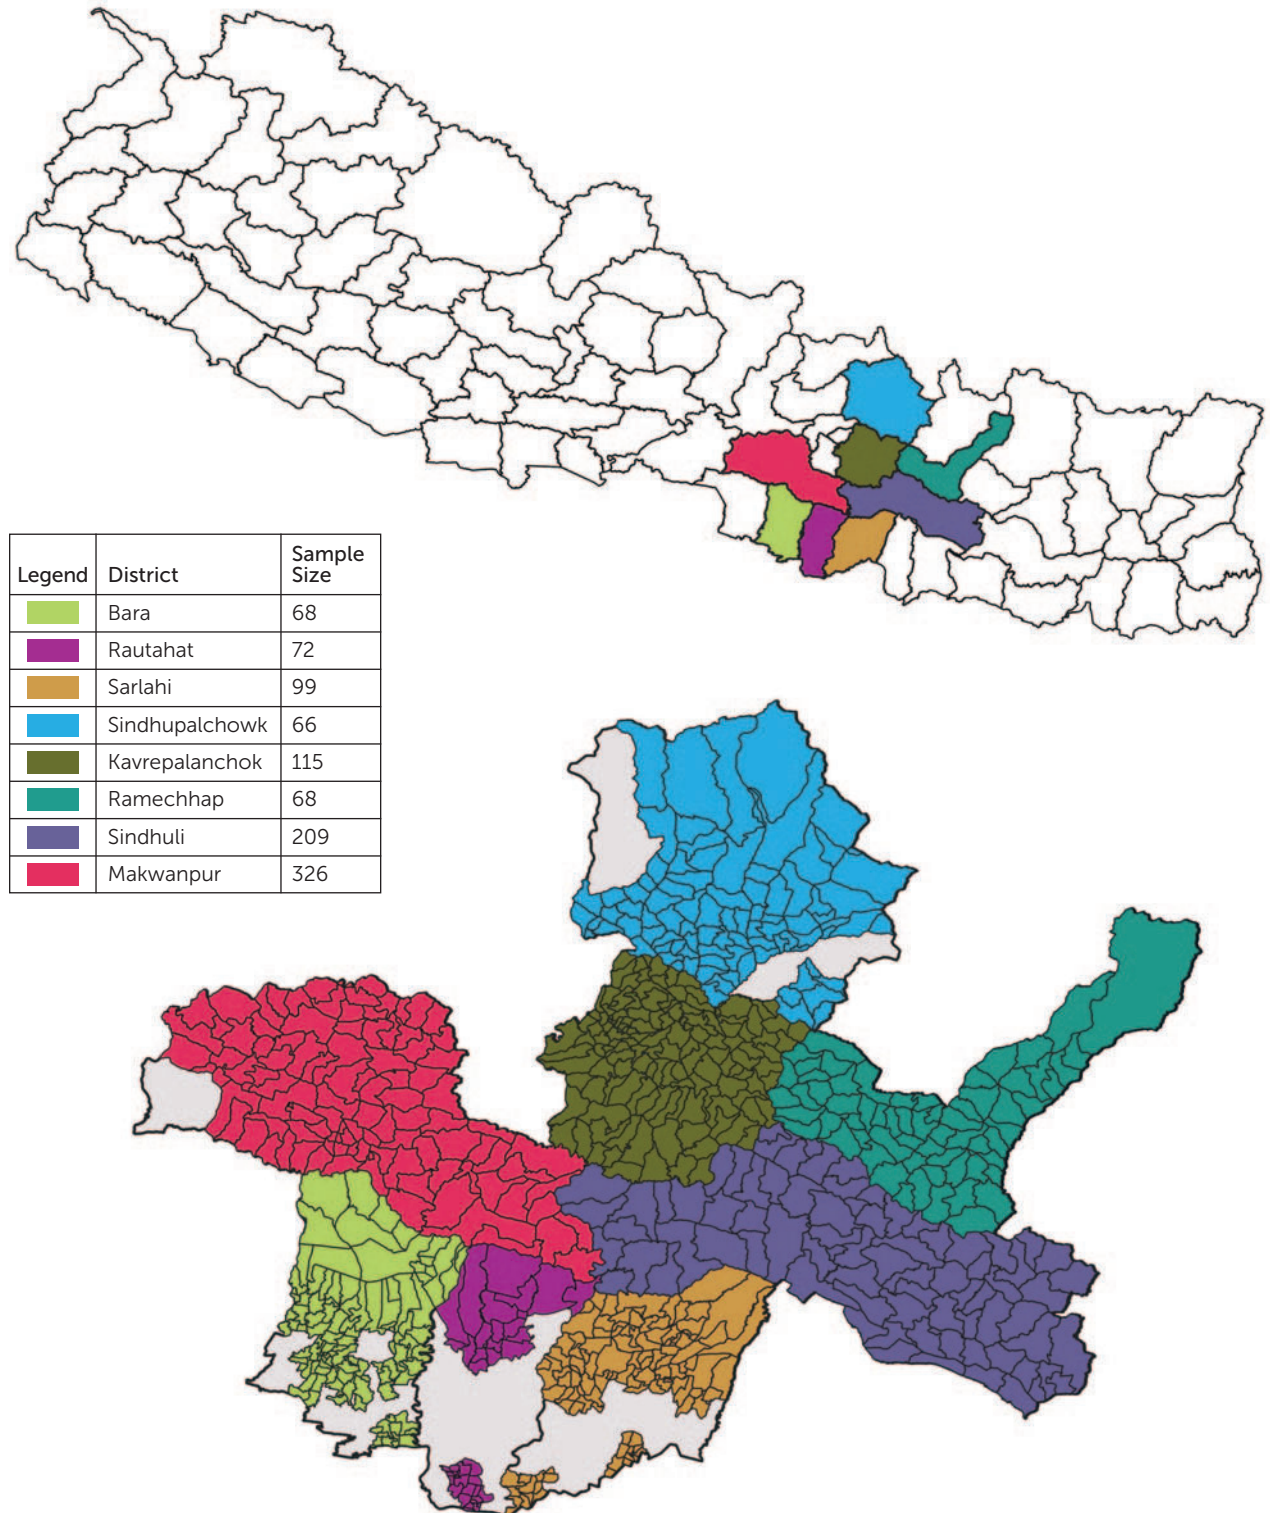 Legend District Sample Size
Bara 68
Rautahat 72
Sarlahi 99
Sindhupalchowk 66
Kavrepalanchok 115
Ramechhap 68
Sindhuli 209
Makwanpur 326